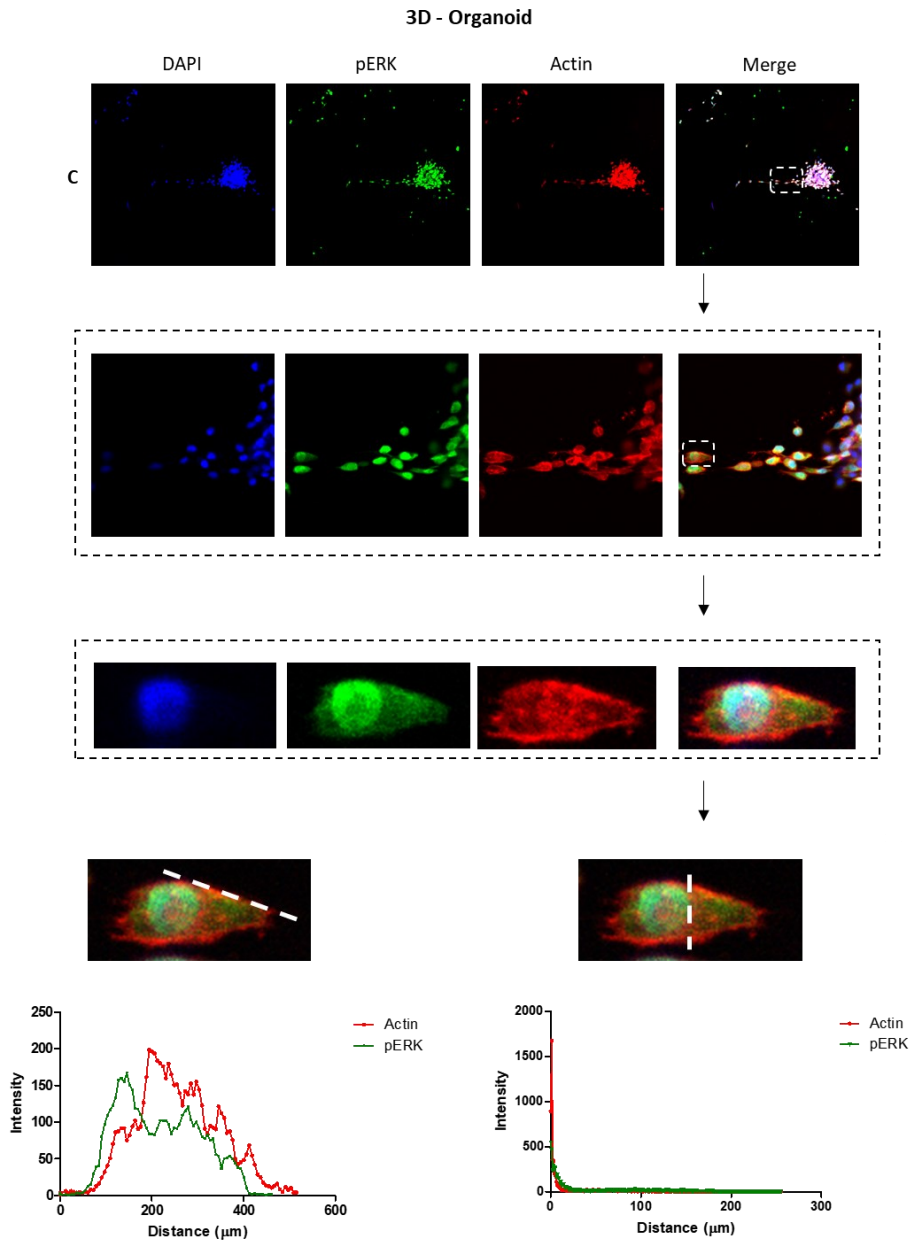 3D - Organoid
DAPI pERK Actin Merge
C
250
200
150
100
50
0
0 200 400 600
Intensity
Distance (μm)
Actin
pERK
2000
1500
1000
500
0
0 100 200 300
Intensity
Distance (μm)
Actin
pERK